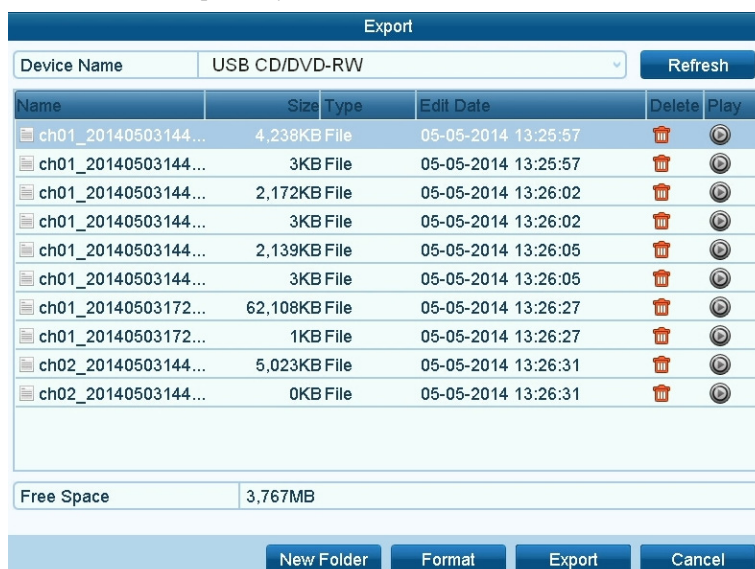 Export
Device Name USB CD/DVD-RW Refresh
Name Size Type Edit Date Delete Play
ch01_20140503144... 4,238KB File 05-05-2014 13:25:57
ch01_20140503144... 3KB File 05-05-2014 13:25:57
ch01_20140503144... 2,172KB File 05-05-2014 13:26:02
ch01_20140503144... 3KB File 05-05-2014 13:26:02
ch01_20140503144... 2,139KB File 05-05-2014 13:26:05
ch01_20140503144... 3KB File 05-05-2014 13:26:05
ch01_20140503172... 62,108KB File 05-05-2014 13:26:27
ch01_20140503172... 1KB File 05-05-2014 13:26:27
ch02_20140503144... 5,023KB File 05-05-2014 13:26:31
ch02_20140503144... 0KB File 05-05-2014 13:26:31
Free Space 3,767MB
New Folder Format Export Cancel